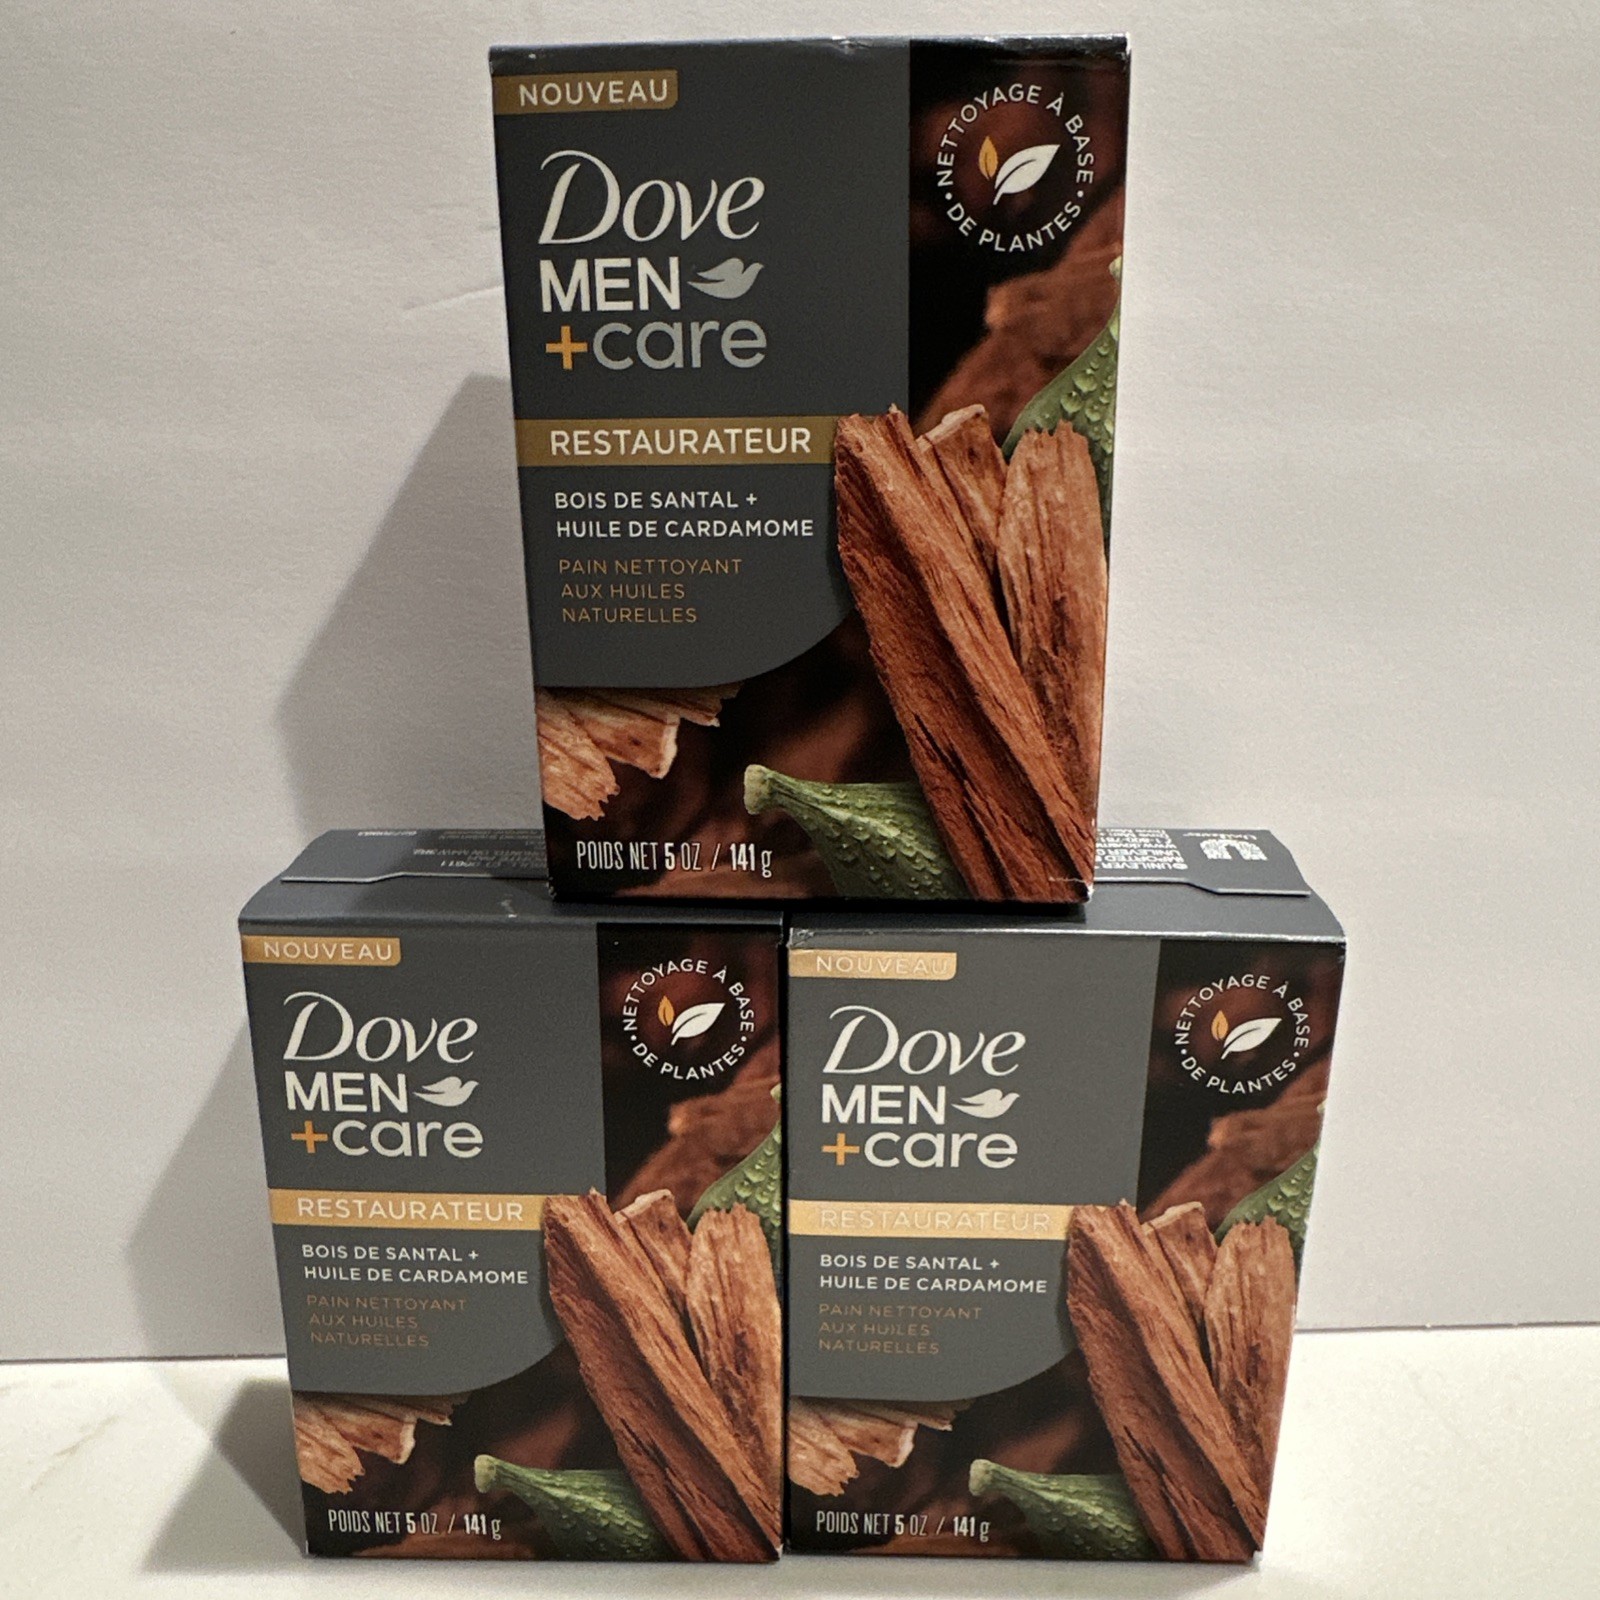 NOUVEAU
Dove
MEN
+care
RESTAURATEUR
BOIS DE SANTAL +
HUILE DE CARDAMOME
PAIN NETTOYANT
AUX HUILES
NATURELLES
NETTOYAGE À BASE
• DE PLANTES •
POIDS NET 5 OZ / 141 g
NOUVEAU
Dove
MEN
+care
RESTAURATEUR
BOIS DE SANTAL +
HUILE DE CARDAMOME
PAIN NETTOYANT
AUX HUILES
NATURELLES
NETTOYAGE À BASE
• DE PLANTES •
POIDS NET 5 OZ / 141 g
NOUVEAU
Dove
MEN
+care
RESTAURATEUR
BOIS DE SANTAL +
HUILE DE CARDAMOME
PAIN NETTOYANT
AUX HUILES
NATURELLES
NETTOYAGE À BASE
• DE PLANTES •
POIDS NET 5 OZ / 141 g
UNILEVER
IMPORTED